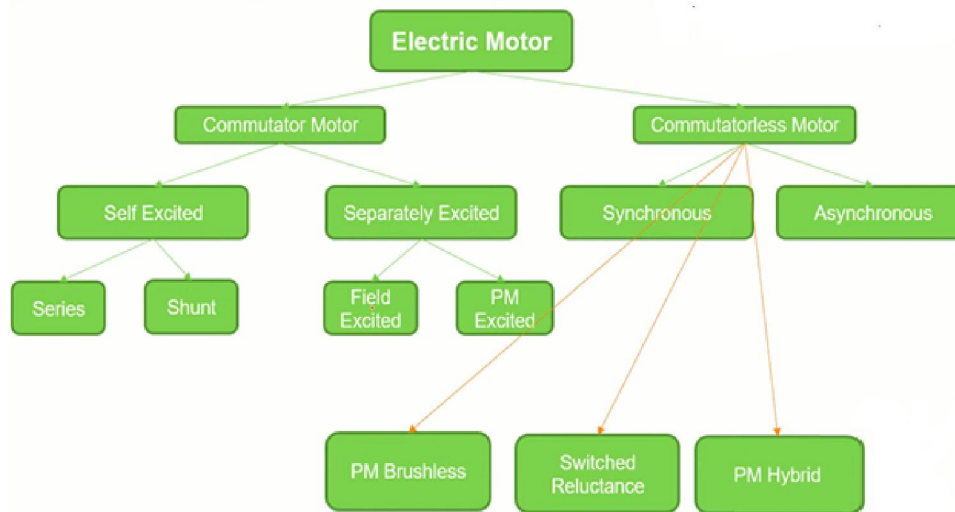 Electric Motor
Commutator Motor
Commutatorless Motor
Self Excited
Separately Excited
Synchronous
Asynchronous
Series
Shunt
Field
Excited
PM
Excited
PM Brushless
Switched
Reluctance
PM Hybrid